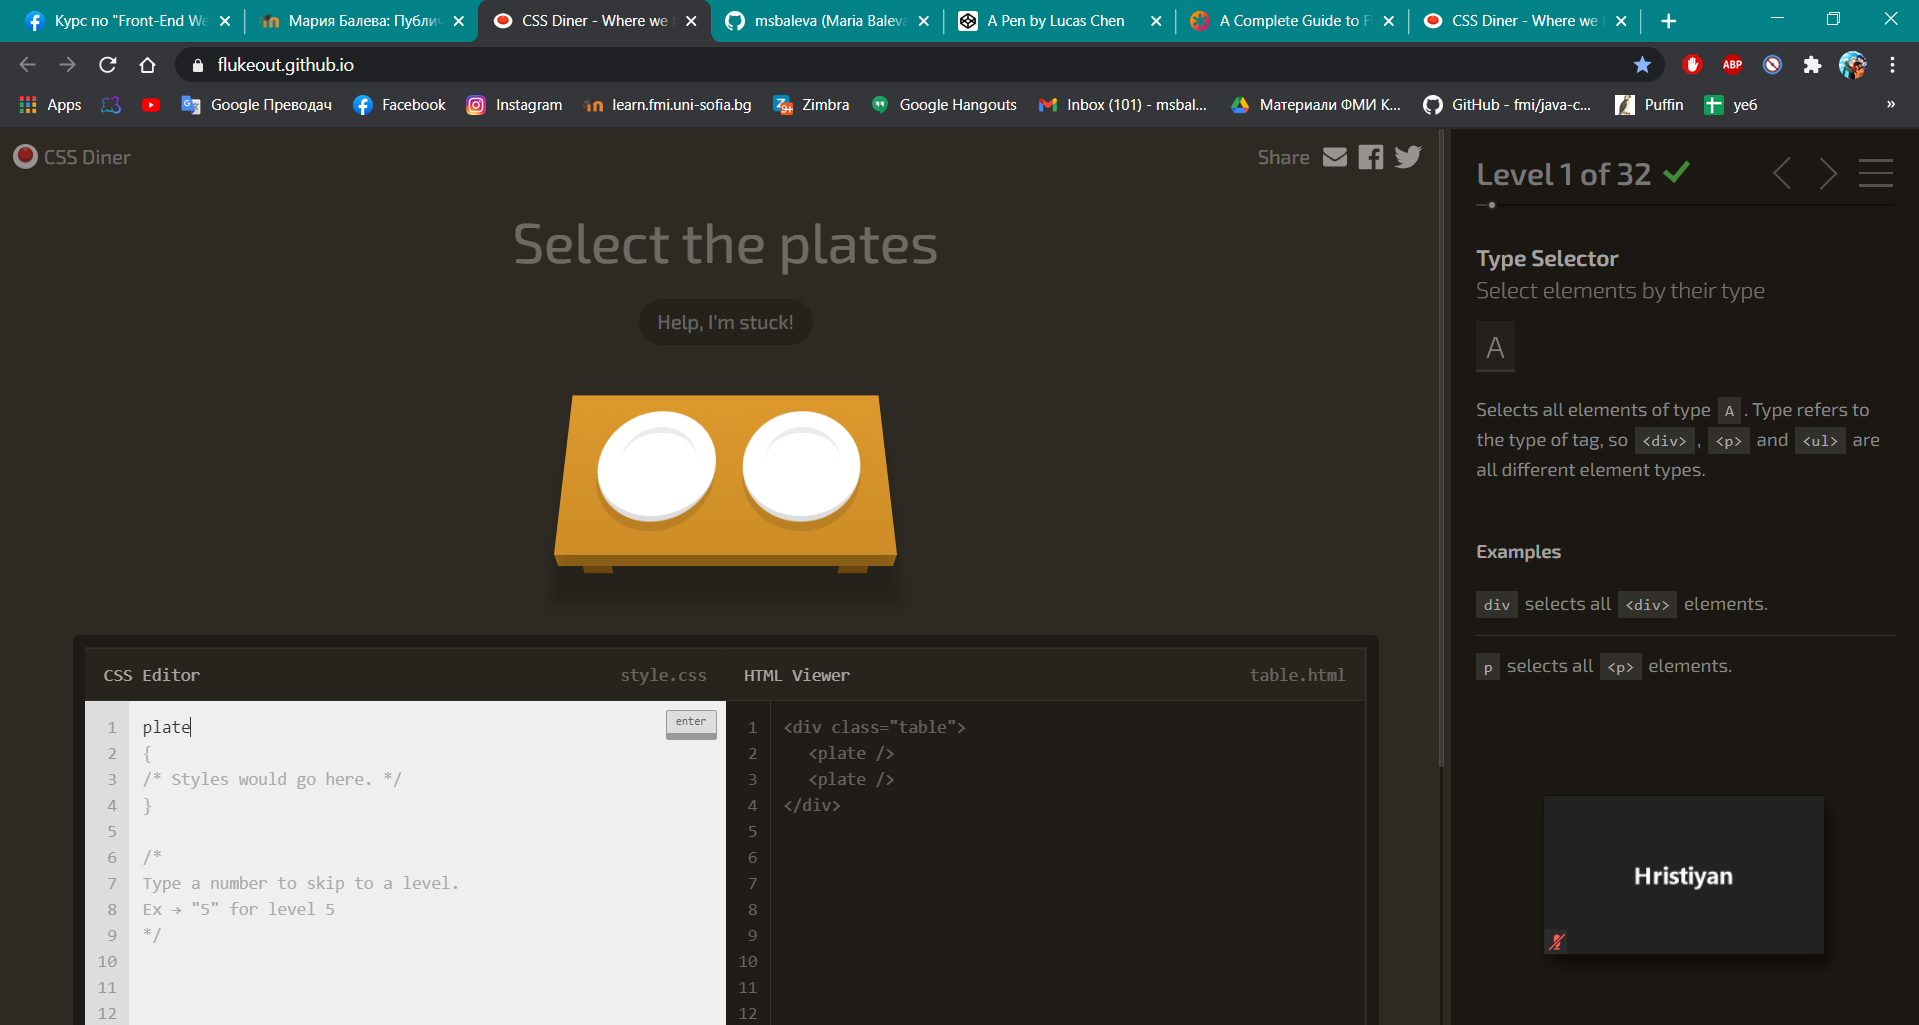 Курс по "Front-End We
Мария Балева: Публич
CSS Diner - Where we f
msbaleva (Maria Baleva
A Pen by Lucas Chen
A Complete Guide to F
CSS Diner - Where we f
flukeout.github.io
ABP
Apps
Google Преводач
Facebook
Instagram
learn.fmi.uni-sofia.bg
Zimbra
Google Hangouts
Inbox (101) - msbal...
Материали ФМИ К...
GitHub - fmi/java-c...
Puffin
уеб
»
CSS Diner
Share
Select the plates
Help, I'm stuck!
CSS Editor
style.css
HTML Viewer
table.html
1 plate
enter
2 {
3 /* Styles would go here. */
4 }
5
6 /*
7 Type a number to skip to a level.
8 Ex → "5" for level 5
9 */
10
11
12
1 <div class="table">
2 <plate />
3 <plate />
4 </div>
5
6
7
8
9
10
11
12
Level 1 of 32
Type Selector
Select elements by their type
A
Selects all elements of type A . Type refers to
the type of tag, so <div> , <p> and <ul> are
all different element types.
Examples
div selects all <div> elements.
p selects all <p> elements.
Hristiyan